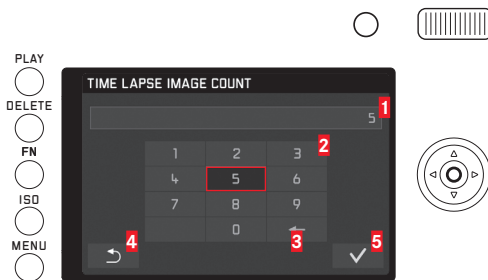 PLAY
TIME LAPSE IMAGE COUNT
DELETE
5 1
FN
1 2 3 2
4 5 6
ISO
7 8 9
0 3
MENU
4 5